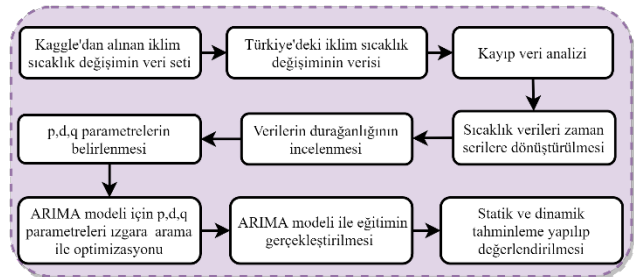 Kaggle'dan alınan iklim
sıcaklık değişimin veri seti
Türkiye'deki iklim sıcaklık
değişiminin verisi
Kayıp veri analizi
Sıcaklık verileri zaman
serilere dönüştürülmesi
Verilerin durağanlığının
incelenmesi
p,d,q parametrelerin
belirlenmesi
ARIMA modeli için p,d,q
parametreleri ızgara arama
ile optimizasyonu
ARIMA modeli ile eğitimin
gerçekleştirilmesi
Statik ve dinamik
tahminleme yapılıp
değerlendirilmesi